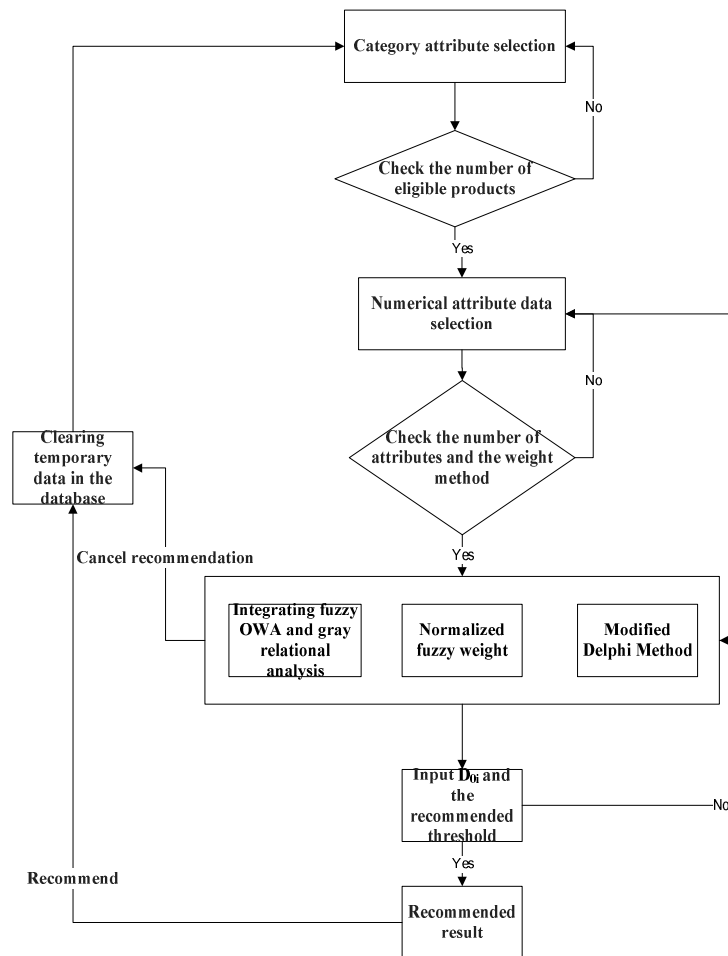 Category attribute selection
No
Check the number of
eligible products
Yes
Numerical attribute data
selection
No
Check the number of
attributes and the weight
method
Clearing
temporary
data in the
database
Cancel recommendation
Yes
Integrating fuzzy
OWA and gray
relational
analysis
Normalized
fuzzy weight
Modified
Delphi Method
Input D0i and
the
recommended
threshold
No
Yes
Recommend
Recommended
result